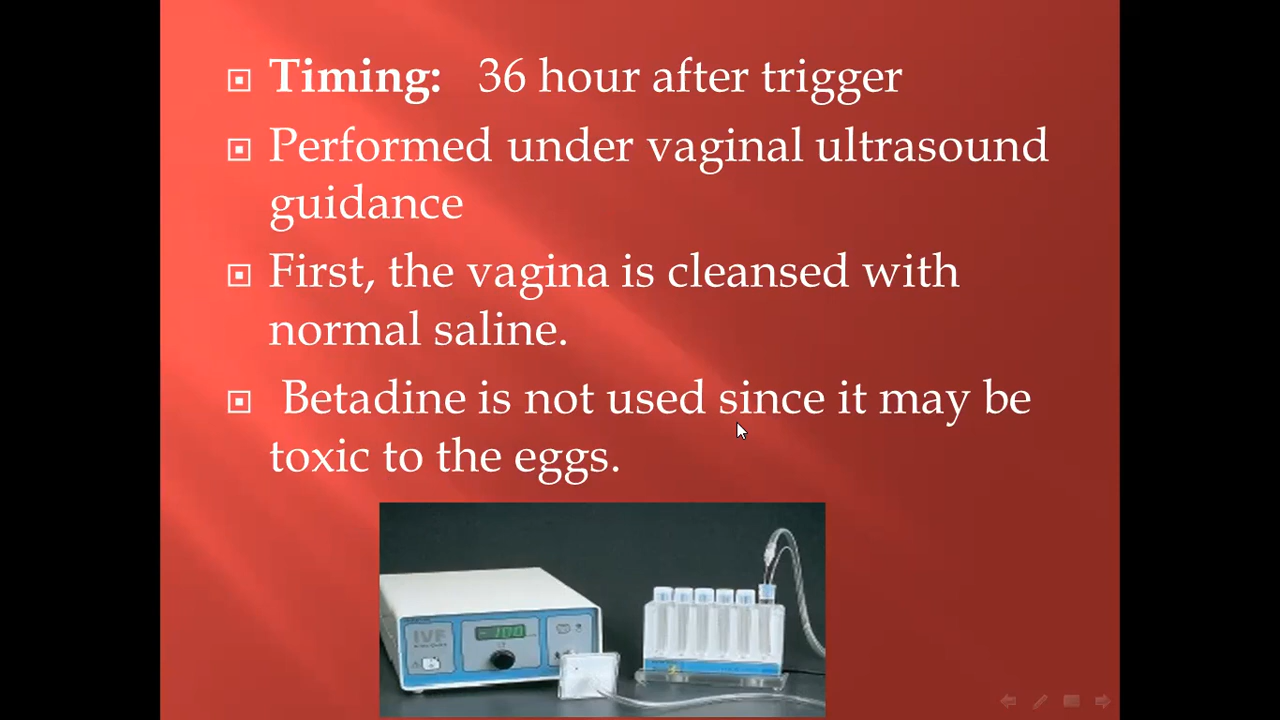 Timing: 36 hour after trigger
Performed under vaginal ultrasound
guidance
First, the vagina is cleansed with
normal saline.
Betadine is not used since it may be
toxic to the eggs.
IVF
-100